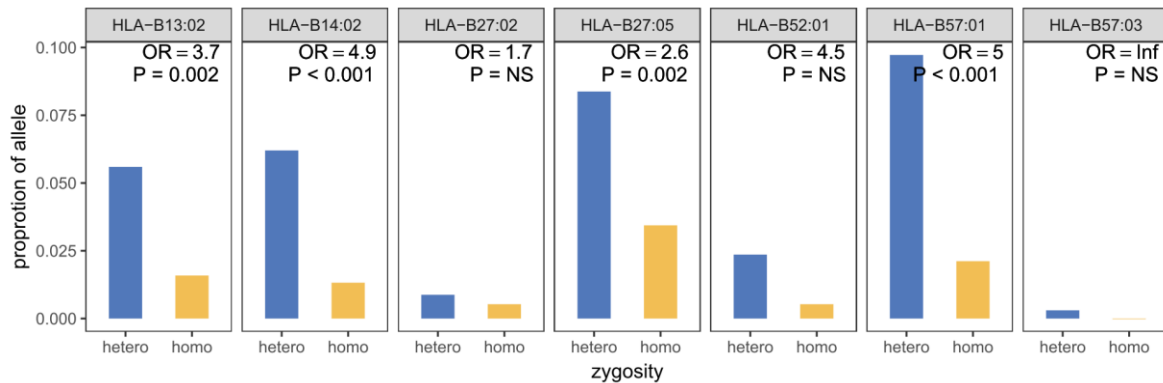 HLA-B13:02 HLA-B14:02 HLA-B27:02 HLA-B27:05 HLA-B52:01 HLA-B57:01 HLA-B57:03
OR = 3.7 OR = 4.9 OR = 1.7 OR = 2.6 OR = 4.5 OR = 5 OR = Inf
P = 0.002 P < 0.001 P = NS P = 0.002 P = NS P < 0.001 P = NS
proprotion of allele
0.100
0.075
0.050
0.025
0.000
hetero homo hetero homo hetero homo hetero homo hetero homo hetero homo hetero homo
zygosity